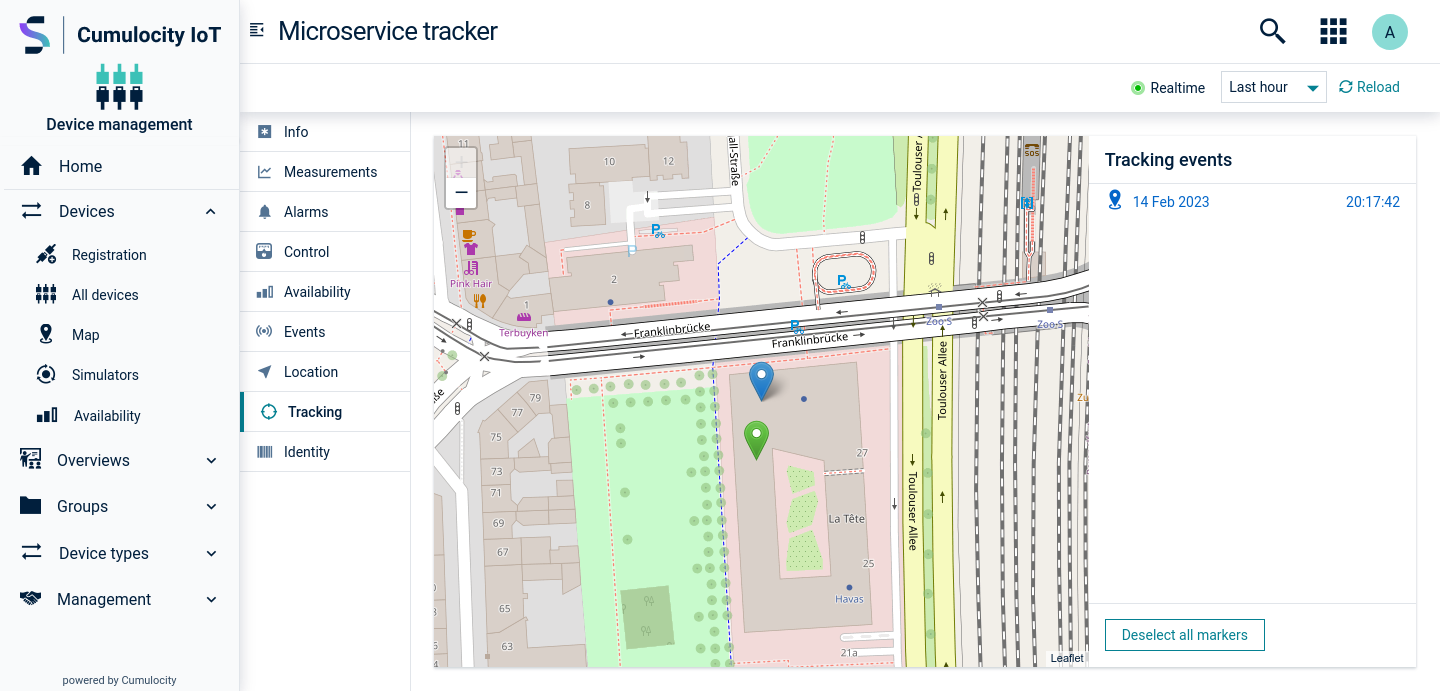 Cumulocity IoT
Device management
Home
Devices
Registration
All devices
Map
Simulators
Availability
Overviews
Groups
Device types
Management
powered by Cumulocity
Microservice tracker
A
Realtime
Last hour
Reload
Info
Measurements
Alarms
Control
Availability
Events
Location
Tracking
Identity
−
11
10
12
8
all-Straße
Toulouser A
SOS
P
Pink Hair
2
1
Terbuyken
Franklinbrücke
Franklinbrücke
Zoo S
Zoo S
Toulouser Allee
Toulouser Allee
79
77
75
73
71
69
67
65
63
27
La Tête
25
Havas
21a
Zu
Leaflet
Tracking events
14 Feb 2023
20:17:42
Deselect all markers